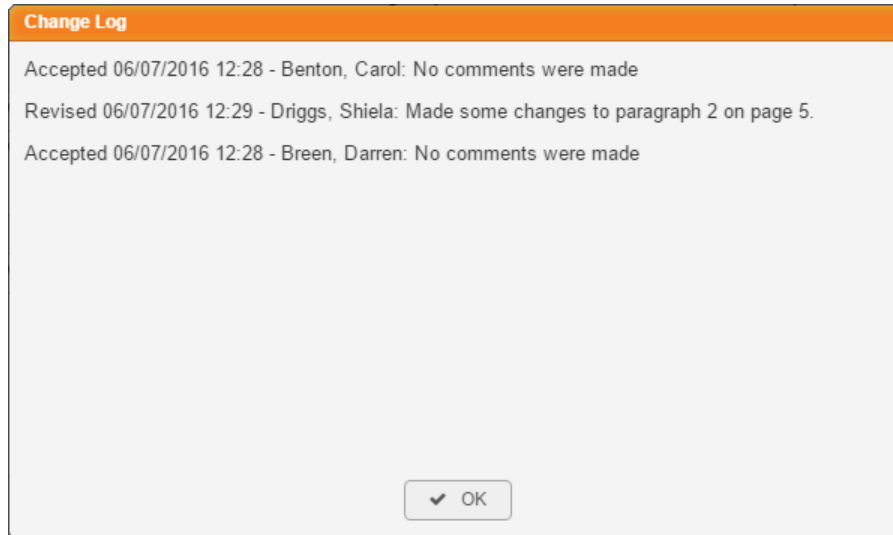 Change Log
Accepted 06/07/2016 12:28 - Benton, Carol: No comments were made
Revised 06/07/2016 12:29 - Driggs, Shiela: Made some changes to paragraph 2 on page 5.
Accepted 06/07/2016 12:28 - Breen, Darren: No comments were made
OK